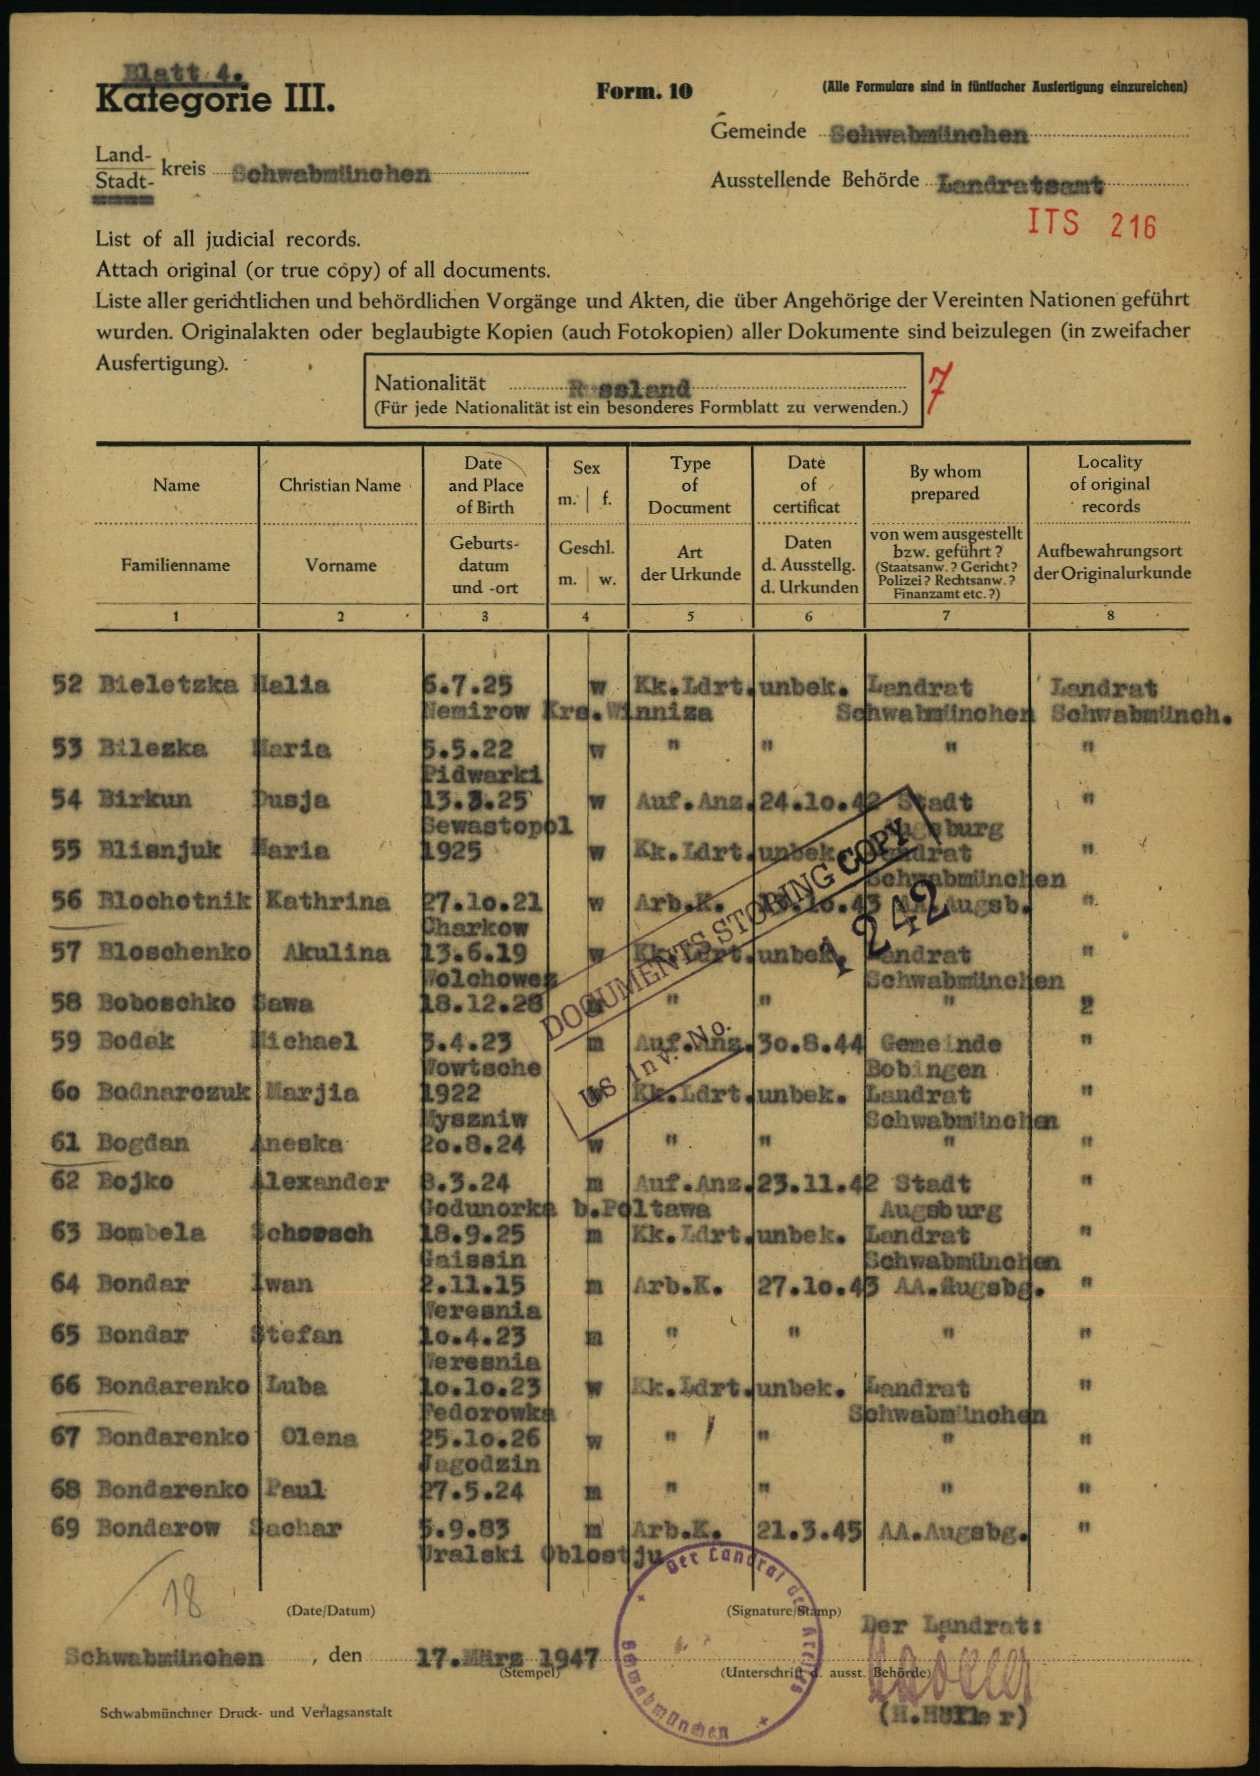 Blatt 4.
Kategorie III.
Form. 10
(Alle Formulare sind in fünffacher Ausfertigung einzureichen)
Gemeinde Schwabmünchen
Land-
Stadt- kreis Schwabmünchen
Ausstellende Behörde Landratsamt
ITS 216
List of all judicial records.
Attach original (or true copy) of all documents.
Liste aller gerichtlichen und behördlichen Vorgänge und Akten, die über Angehörige der Vereinten Nationen geführt
wurden. Originalakten oder beglaubigte Kopien (auch Fotokopien) aller Dokumente sind beizulegen (in zweifacher
Ausfertigung).
Nationalität Russland
(Für jede Nationalität ist ein besonderes Formblatt zu verwenden.)
7
Name Christian Name Date and Place of Birth Sex m. f. Type of Document Date of certificat By whom prepared Locality of original records
Familienname Vorname Geburts- datum und -ort Geschl. m. w. Art der Urkunde Daten d. Ausstellg. d. Urkunden von wem ausgestellt bzw. geführt? (Staatsanw.? Gericht? Polizei? Rechtsanw.? Finanzamt etc.?) Aufbewahrungsort der Originalurkunde
1 2 3 4 5 6 7 8
52 Bieletzka Halia 6.7.25 w Kk.Ldrt. unbek. Landrat Landrat
Nemirow Krs.Winniza Schwabmünchen Schwabmünch.
53 Bilezka Maria 5.5.22 w " " " "
Pidwarki
54 Birkun Dusja 13.3.25 w Auf.Anz. 24.10.42 Stadt "
Sewastopol Augsburg
55 Blisnjuk Maria 1925 w Kk.Ldrt. unbek. Landrat "
Schwabmünchen
56 Blochotnik Kathrina 27.10.21 w Arb.K. AA.Augsb. "
Charkow
57 Bloschenko Akulina 13.6.19 w Kk.Ldrt. unbek. Landrat "
Wolchowez Schwabmünchen
58 Boboschko Sawa 18.12.28 " " " 2
59 Bodak Michael 3.4.23 m Auf.Anz. 30.8.44 Gemeinde "
Wowtsche Bobingen
60 Bodnarczuk Marjia 1922 Kk.Ldrt. unbek. Landrat "
Myszniw Schwabmünchen
61 Bogdan Aneska 20.8.24 w " " " "
62 Bojko Alexander 8.3.24 m Auf.Anz. 23.11.42 Stadt "
Godunorka b.Poltawa Augsburg
63 Bombela Schorsch 18.9.25 m Kk.Ldrt. unbek. Landrat "
Gaissin Schwabmünchen
64 Bondar Iwan 2.11.15 m Arb.K. 27.10.43 AA.Augsbg. "
Weresnia
65 Bondar Stefan 10.4.23 m " " " "
Weresnia
66 Bondarenko Luba 10.10.23 w Kk.Ldrt. unbek. Landrat "
Fedorowka Schwabmünchen
67 Bondarenko Olena 25.10.26 w " " " "
Jagodzin
68 Bondarenko Paul 27.5.24 m " " " "
69 Bondarow Sachar 5.9.83 m Arb.K. 21.3.45 AA.Augsbg. "
Uralski Oblostju
DOCUMENTS STORING COPY
US Inv. No. 1242
18
(Date/Datum)
(Signature/Stamp)
Der Landrat:
Schwabmünchen, den 17.März 1947
(Stempel)
(Unterschrift d. ausst. Behörde)
Der Landrat des Kreises Schwabmünchen
Schwabmünchner Druck- und Verlagsanstalt